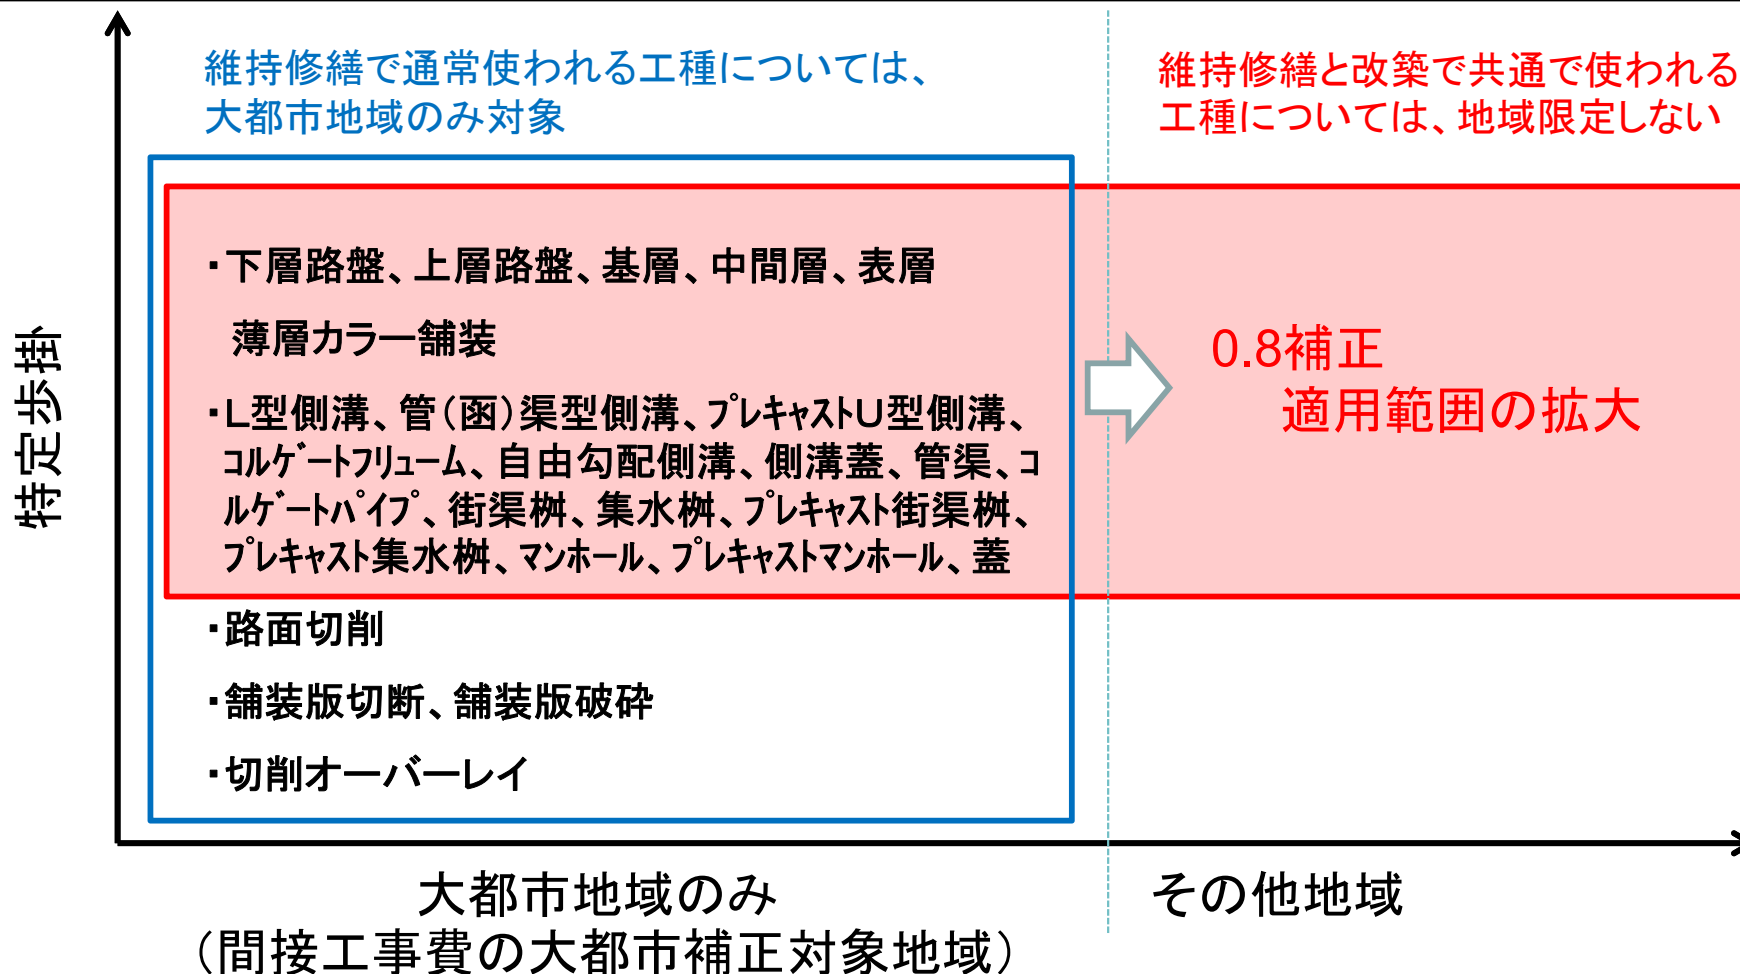 維持修繕で通常使われる工種については、
大都市地域のみ対象
維持修繕と改築で共通で使われる
工種については、地域限定しない
特定歩掛
・下層路盤、上層路盤、基層、中間層、表層
薄層カラー舗装
・L型側溝、管(函)渠型側溝、プレキャストU型側溝、
コルゲートフリューム、自由勾配側溝、側溝蓋、管渠、コ
ルゲートパイプ、街渠桝、集水桝、プレキャスト街渠桝、
プレキャスト集水桝、マンホール、プレキャストマンホール、蓋
・路面切削
・舗装版切断、舗装版破砕
・切削オーバーレイ
0.8補正
適用範囲の拡大
大都市地域のみ
(間接工事費の大都市補正対象地域)
その他地域